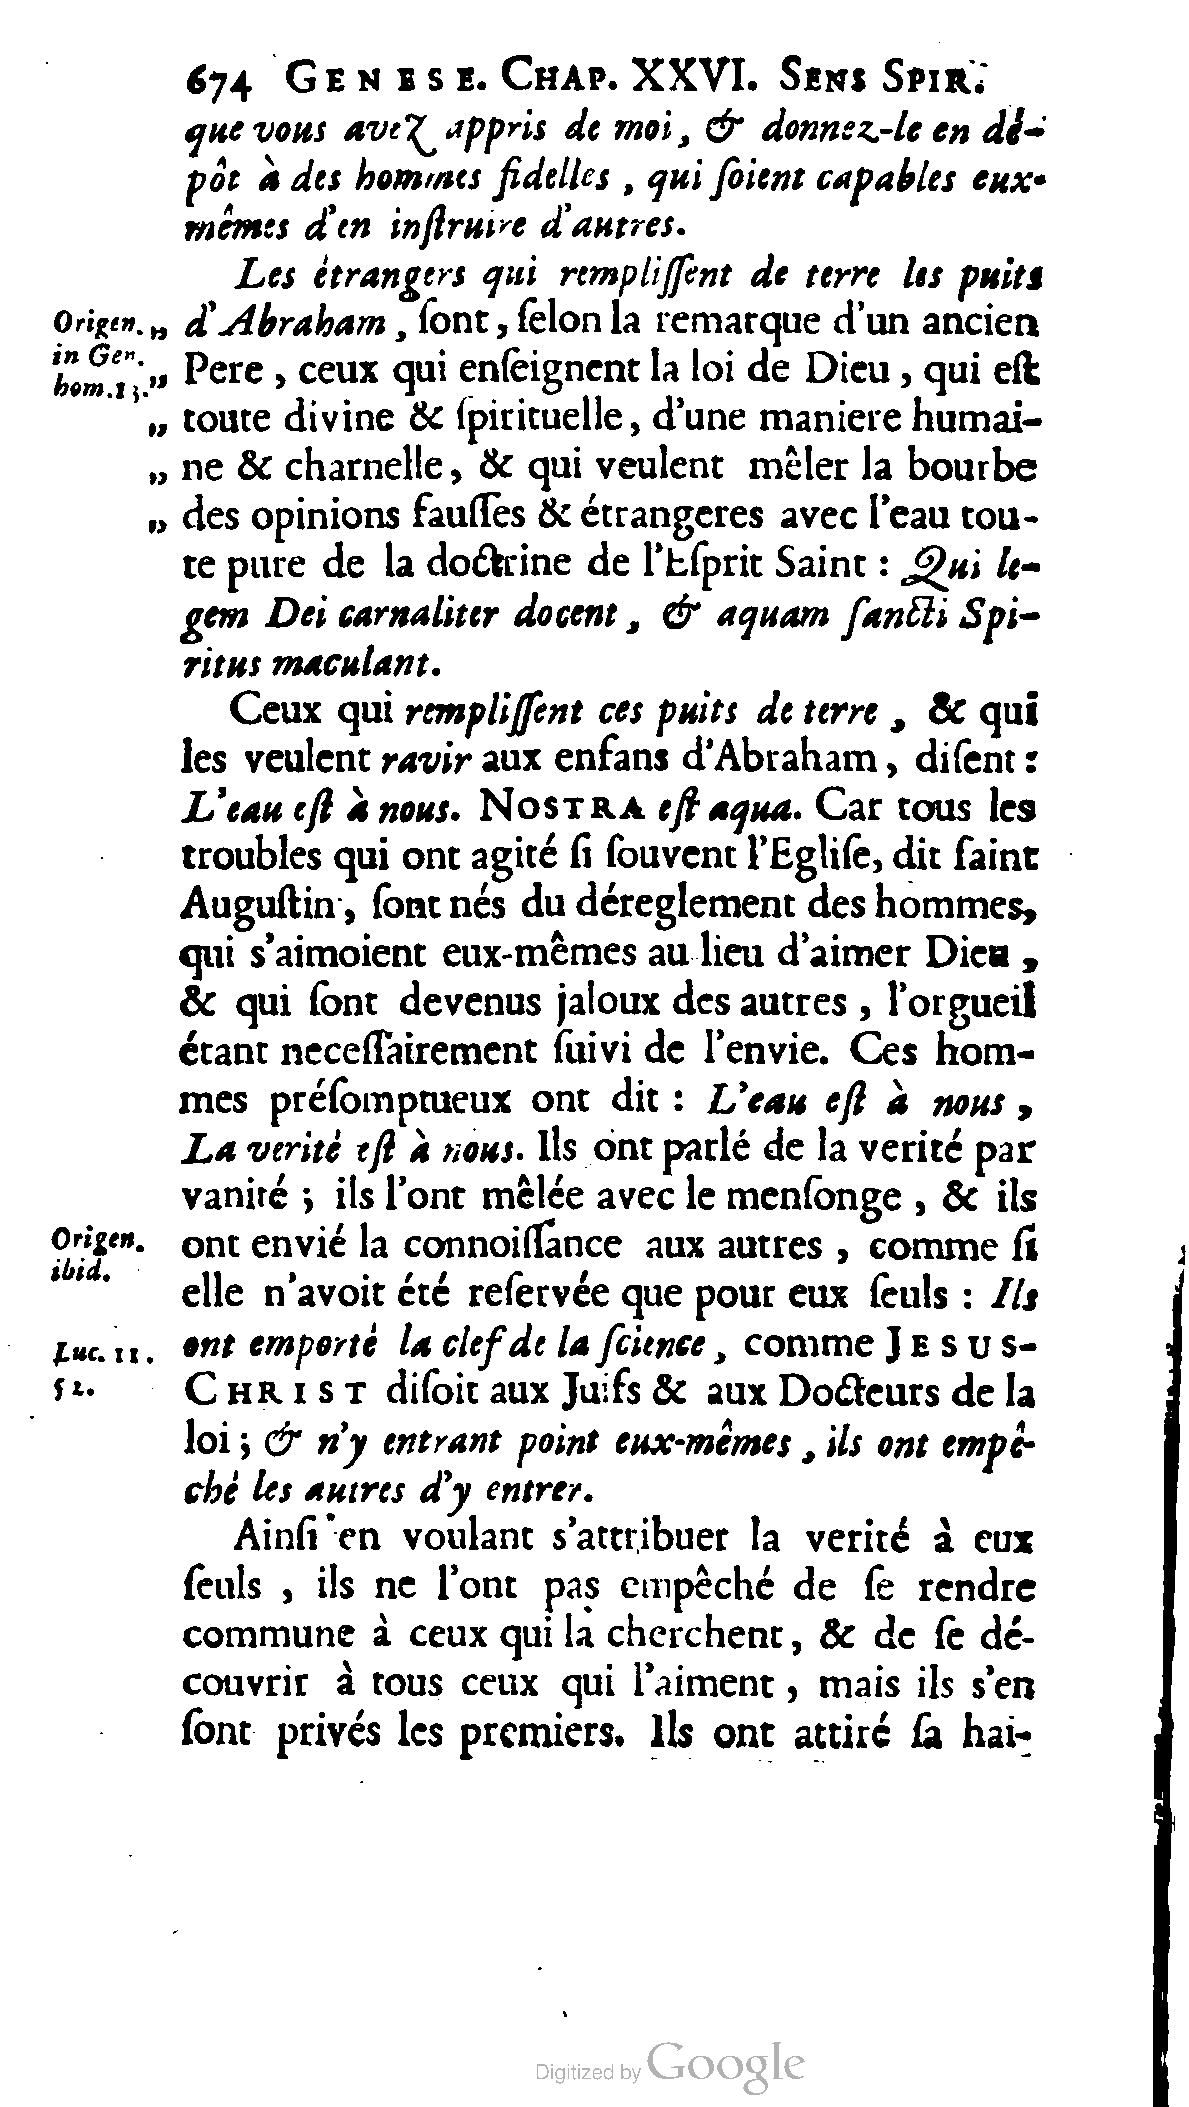 674 GENESE. CHAP. XXVI. SENS SPIR.
que vous avez appris de moi, & donnez-le en dé-
pôt à des hommes fidelles, qui ſoient capables eux-
mêmes d'en inſtruire d'autres.
Les étrangers qui rempliſſent de terre les puits
Origen. „ d'Abraham, ſont, ſelon la remarque d'un ancien
in Gen.
hom.13. „ Pere, ceux qui enſeignent la loi de Dieu, qui eſt
„ toute divine & ſpirituelle, d'une maniere humai-
„ ne & charnelle, & qui veulent mêler la bourbe
„ des opinions fauſſes & étrangeres avec l'eau tou-
te pure de la doctrine de l'Eſprit Saint : Qui le-
gem Dei carnaliter docent, & aquam ſancti Spi-
ritus maculant.
Ceux qui rempliſſent ces puits de terre, & qui
les veulent ravir aux enfans d'Abraham, diſent :
L'eau eſt à nous. NOSTRA eſt aqua. Car tous les
troubles qui ont agité ſi ſouvent l'Egliſe, dit ſaint
Auguſtin, ſont nés du déreglement des hommes,
qui s'aimoient eux-mêmes au lieu d'aimer Dieu,
& qui ſont devenus jaloux des autres, l'orgueil
étant neceſſairement ſuivi de l'envie. Ces hom-
mes préſomptueux ont dit : L'eau eſt à nous,
La verité eſt à nous. Ils ont parlé de la verité par
vanité ; ils l'ont mêlée avec le menſonge, & ils
Origen. ont envié la connoiſſance aux autres, comme ſi
ibid.
elle n'avoit été reſervée que pour eux ſeuls : Ils
Luc. 11. ont emporté la clef de la ſcience, comme JESUS-
52. CHRIST diſoit aux Juifs & aux Docteurs de la
loi ; & n'y entrant point eux-mêmes, ils ont empê-
ché les autres d'y entrer.
Ainſi en voulant s'attribuer la verité à eux
ſeuls, ils ne l'ont pas empêché de ſe rendre
commune à ceux qui la cherchent, & de ſe dé-
couvrir à tous ceux qui l'aiment, mais ils s'en
ſont privés les premiers. Ils ont attiré ſa hai-
Digitized by Google